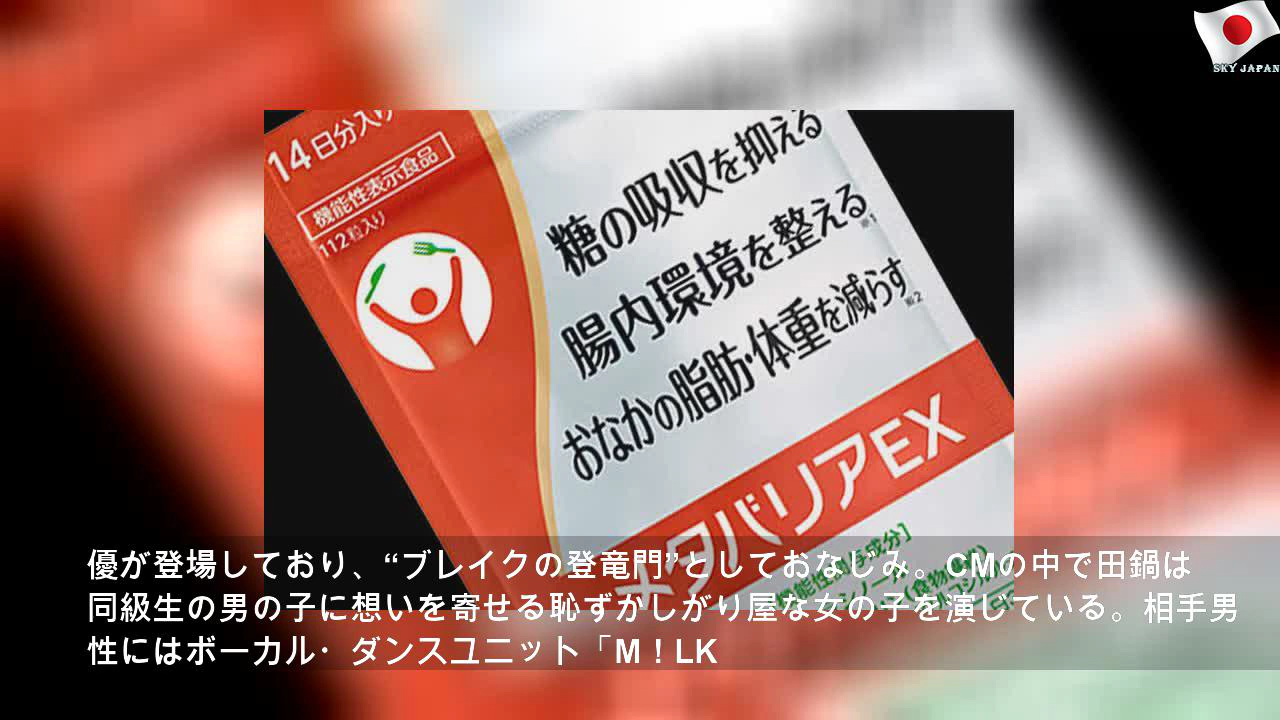 SKY JAPAN
14日分入り
機能性表示食品
112粒入り
糖の吸収を抑える
腸内環境を整える※1
おなかの脂肪・体重を減らす※2
メタバリアEX
優が登場しており、“ブレイクの登竜門”としておなじみ。CMの中で田鍋は
同級生の男の子に想いを寄せる恥ずかしがり屋な女の子を演じている。相手男
性にはボーカル・ダンスユニット「M！LK